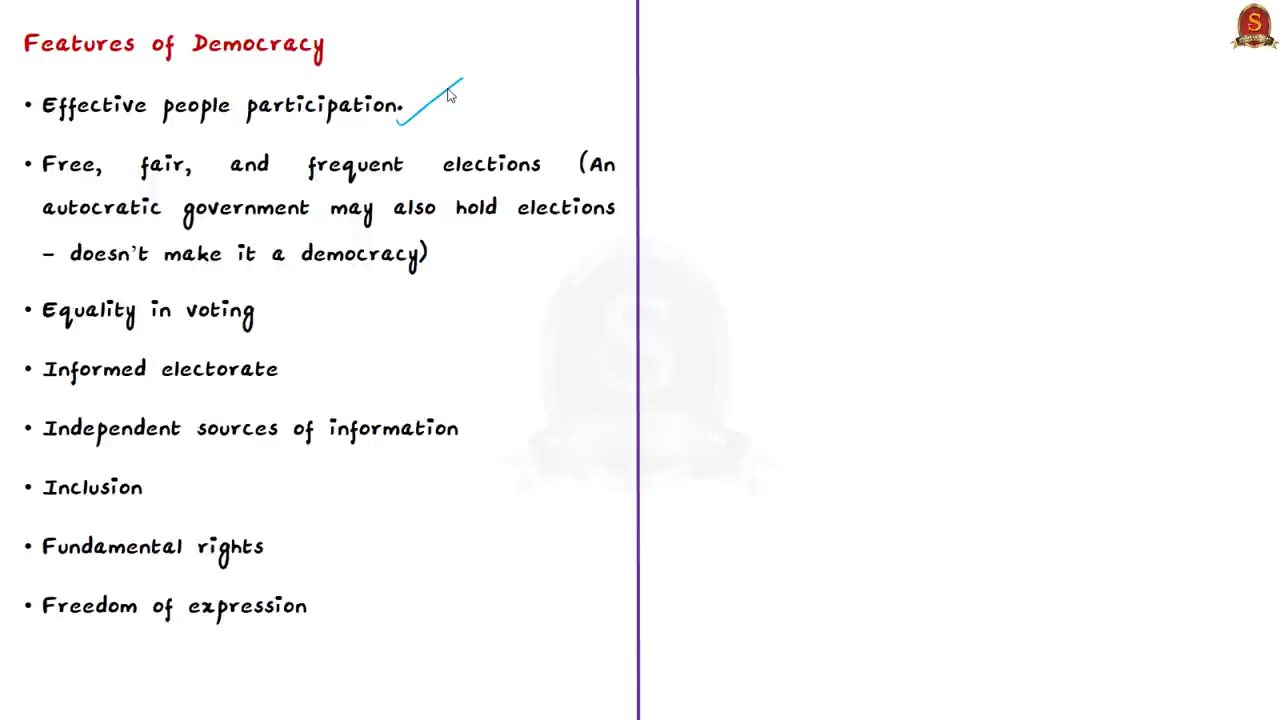 Features of Democracy
• Effective people participation.
• Free, fair, and frequent elections (An
autocratic government may also hold elections
– doesn't make it a democracy)
• Equality in voting
• Informed electorate
• Independent sources of information
• Inclusion
• Fundamental rights
• Freedom of expression
S
S